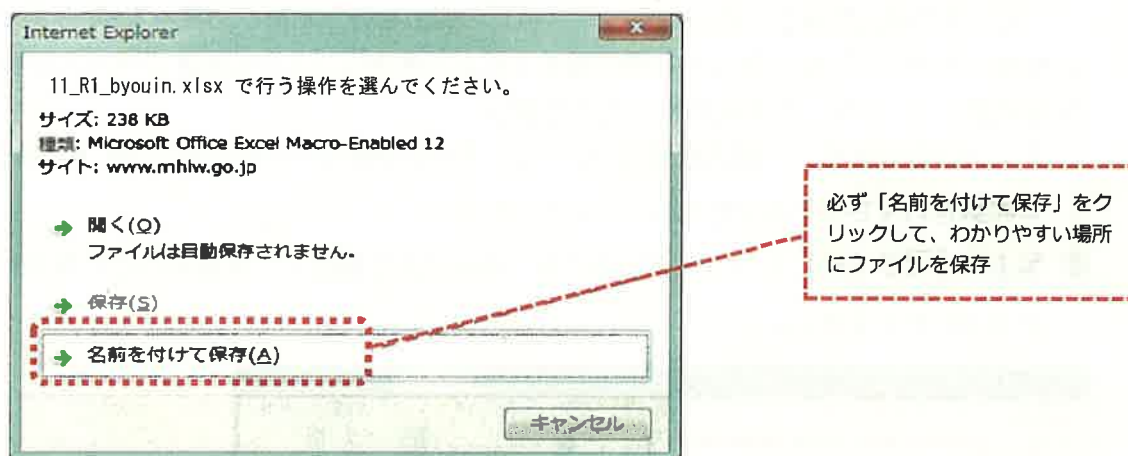 Internet Explorer
11_R1_byouin.xlsx で行う操作を選んでください。
サイズ: 238 KB
種類: Microsoft Office Excel Macro-Enabled 12
サイト: www.mhlw.go.jp
開く(O)
ファイルは自動保存されません。
保存(S)
名前を付けて保存(A)
キャンセル
必ず「名前を付けて保存」をク
リックして、わかりやすい場所
にファイルを保存